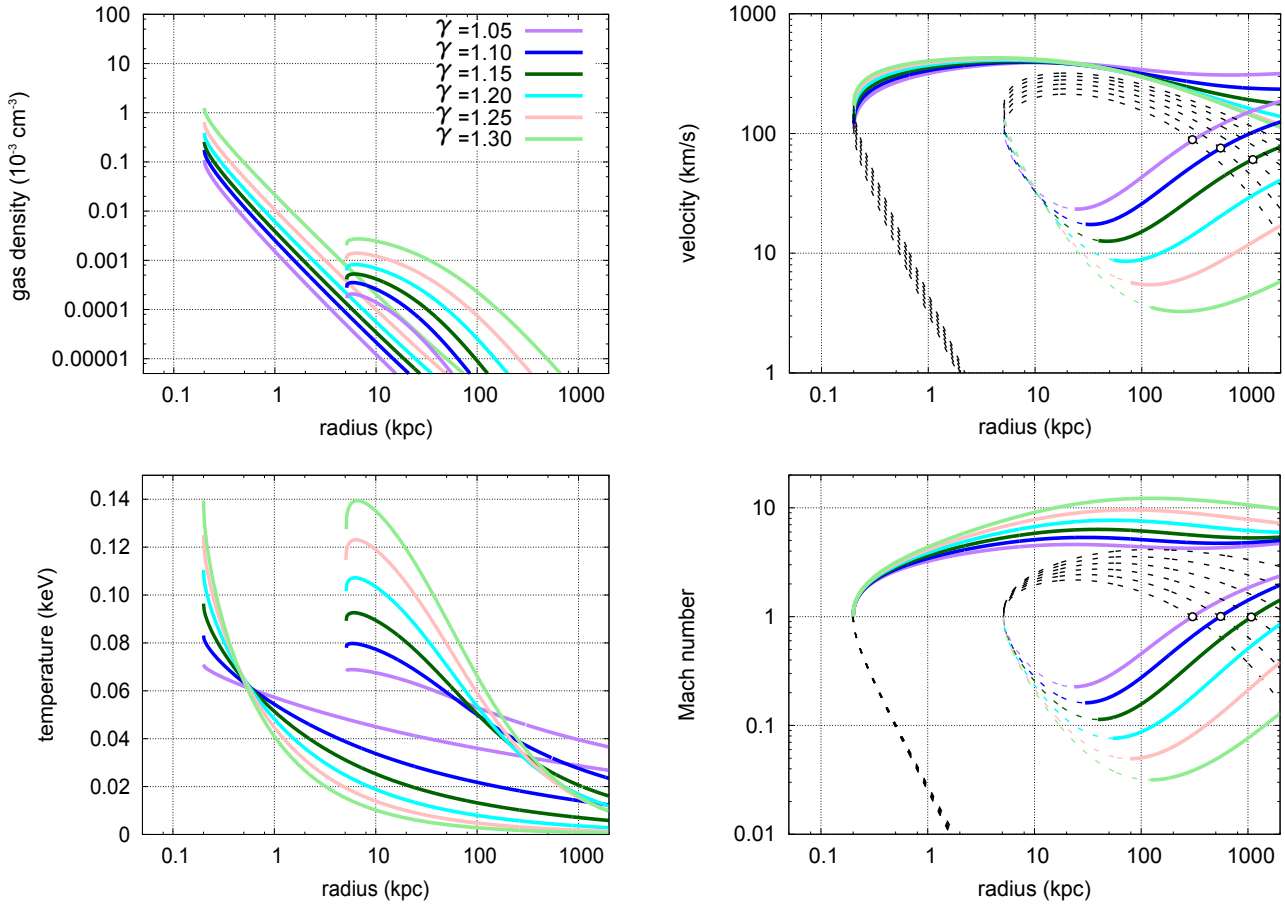 100
10
1
0.1
0.01
0.001
0.0001
0.00001
gas density (10⁻³ cm⁻³)
0.1 1 10 100 1000
radius (kpc)
γ =1.05
γ =1.10
γ =1.15
γ =1.20
γ =1.25
γ =1.30
1000
100
10
1
velocity (km/s)
0.1 1 10 100 1000
radius (kpc)
0.14
0.12
0.10
0.08
0.06
0.04
0.02
0
temperature (keV)
0.1 1 10 100 1000
radius (kpc)
10
1
0.1
0.01
Mach number
0.1 1 10 100 1000
radius (kpc)